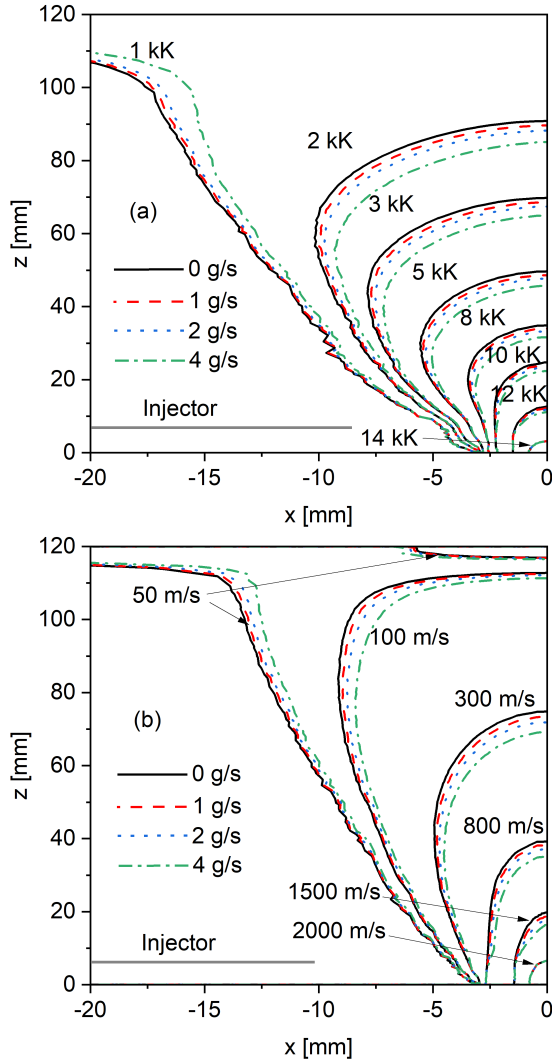 120
1 kK
100
2 kK
80
z [mm]
(a)
3 kK
60
0 g/s
5 kK
1 g/s
40
8 kK
2 g/s
10 kK
4 g/s
20
12 kK
Injector
14 kK
0
-20
-15
-10
-5
0
x [mm]
120
50 m/s
100
100 m/s
80
300 m/s
z [mm]
(b)
60
0 g/s
1 g/s
800 m/s
40
2 g/s
4 g/s
1500 m/s
20
2000 m/s
Injector
0
-20
-15
-10
-5
0
x [mm]